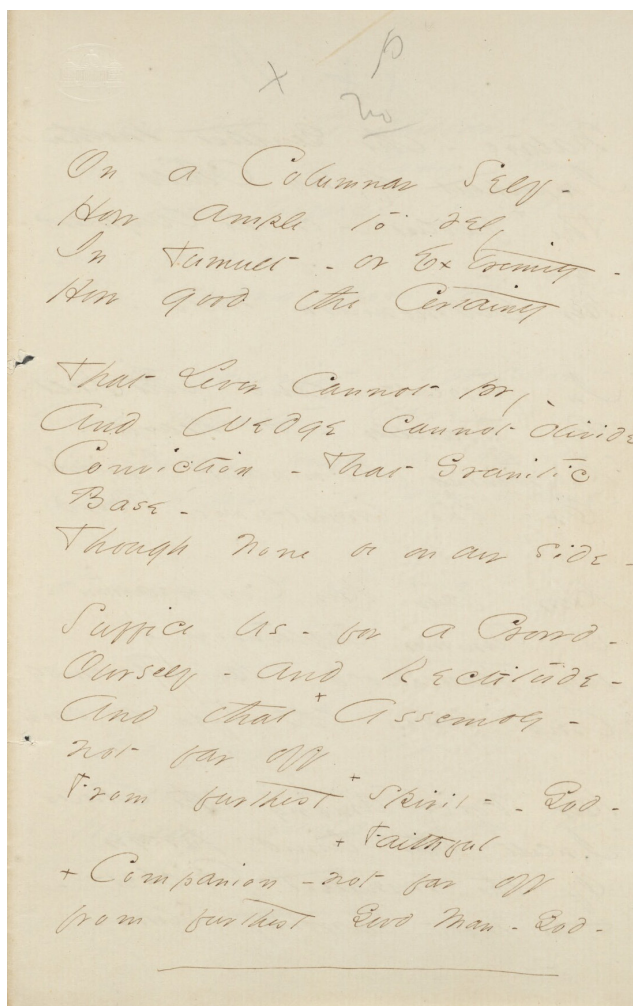 x
no
On a Columnar Self -
How ample to rely
In Tumult - or Extremity -
How good the Certainty
That Lever cannot pry -
And Wedge cannot divide
Conviction - That Granitic
Base -
Though none be on our side -
Suffice Us - for a Crowd -
Ourself - and Rectitude -
And that + Assembly -
not far off
From furthest + Spirit - God -
+ Faithful
+ Companion - not far off
from furthest Good Man - God -